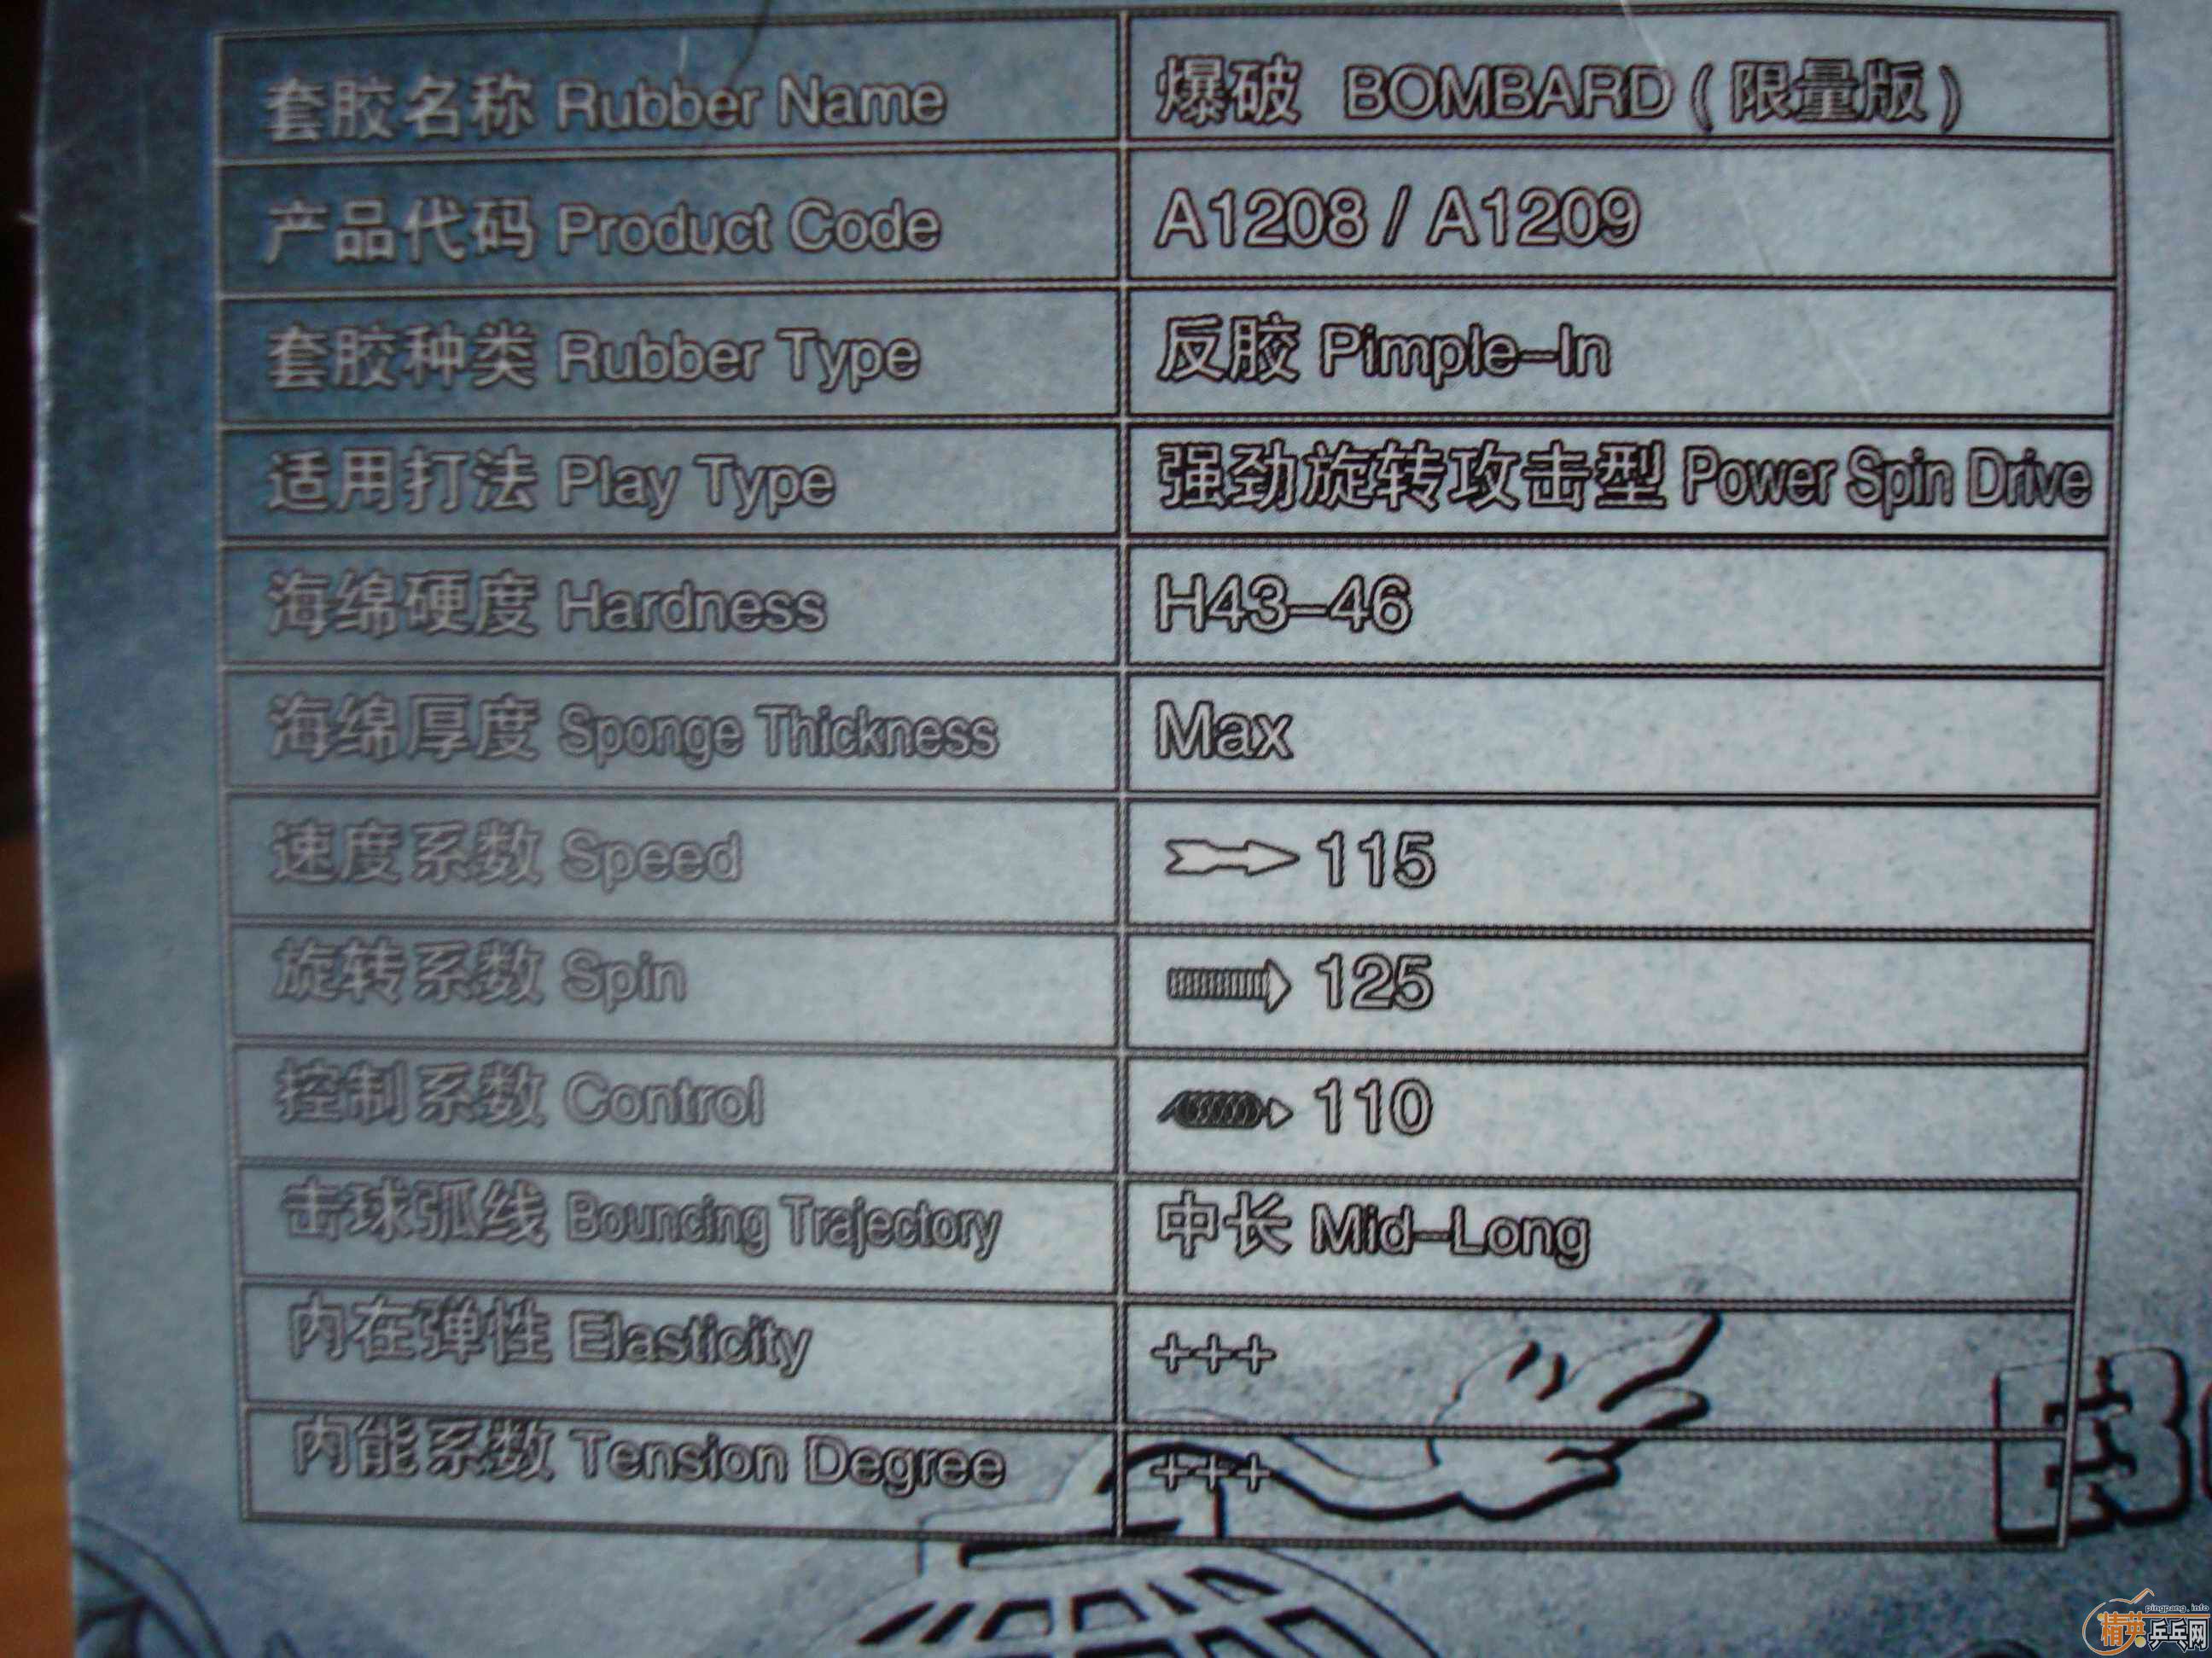 套胶名称 Rubber Name 爆破 BOMBARD (限量版)
产品代码 Product Code A1208 / A1209
套胶种类 Rubber Type 反胶 Pimple-In
适用打法 Play Type 强劲旋转攻击型 Power Spin Drive
海绵硬度 Hardness H43-46
海绵厚度 Sponge Thickness Max
速度系数 Speed 115
旋转系数 Spin 125
控制系数 Control 110
击球弧线 Bouncing Trajectory 中长 Mid-Long
内在弹性 Elasticity +++
内能系数 Tension Degree +++
pingpang.info
精英乒乓网